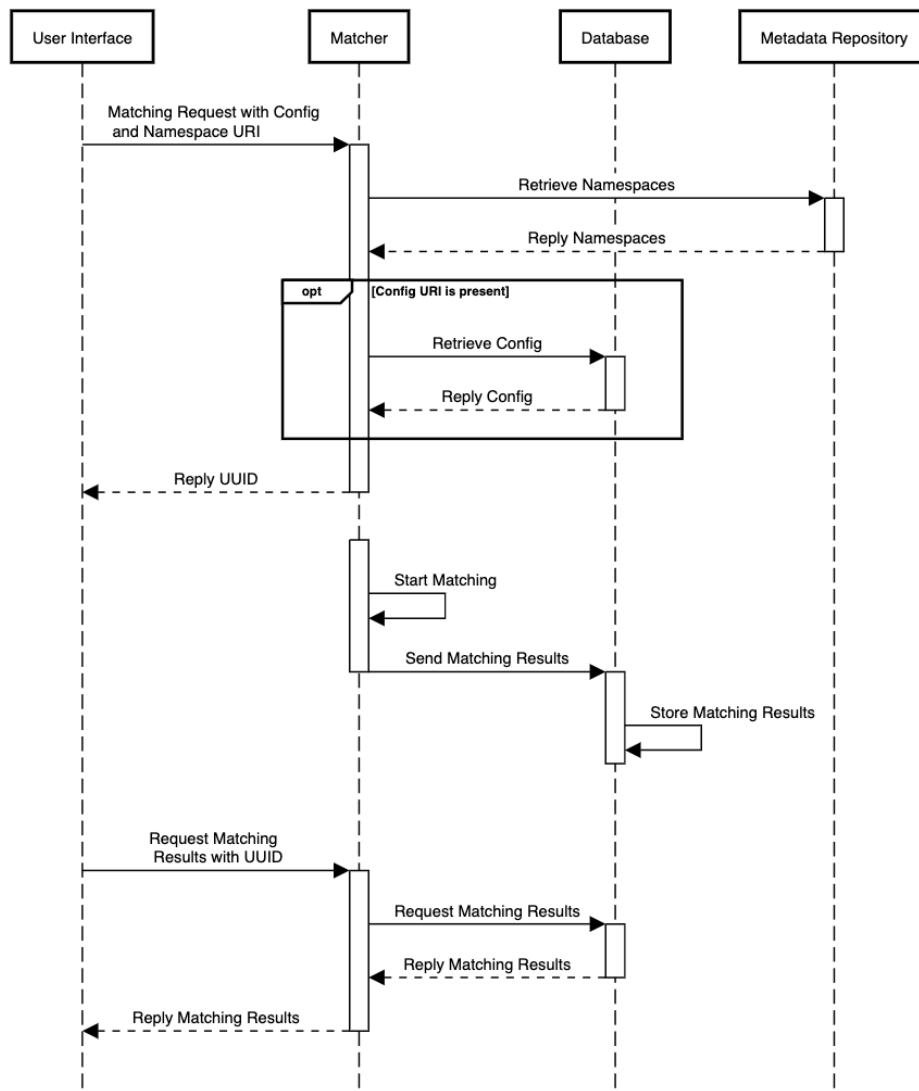 User Interface
Matcher
Database
Metadata Repository
Matching Request with Config
and Namespace URI
Retrieve Namespaces
Reply Namespaces
opt
[Config URI is present]
Retrieve Config
Reply Config
Reply UUID
Start Matching
Send Matching Results
Store Matching Results
Request Matching
Results with UUID
Request Matching Results
Reply Matching Results
Reply Matching Results